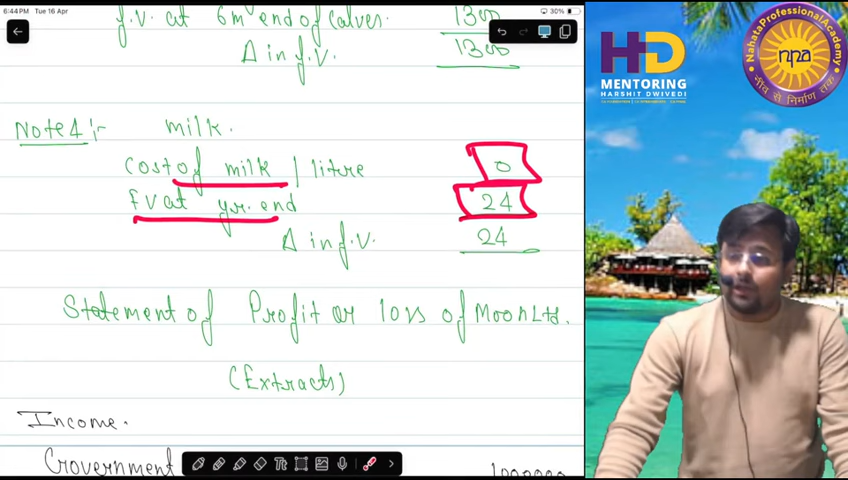 6:44 PM Tue 16 Apr
30%
f.v. at 6m end of calves. 1300
Δ in f.v. 1300
Note 4:- milk.
Cost of milk / litre 0
FV at yr. end 24
Δ in f.v. 24
Statement of Profit or loss of Moon Ltd.
(Extracts)
Income.
Government
HD
MENTORING
HARSHIT DWIVEDI
Nahata Professional Academy
npa
नींव से निर्माण तक